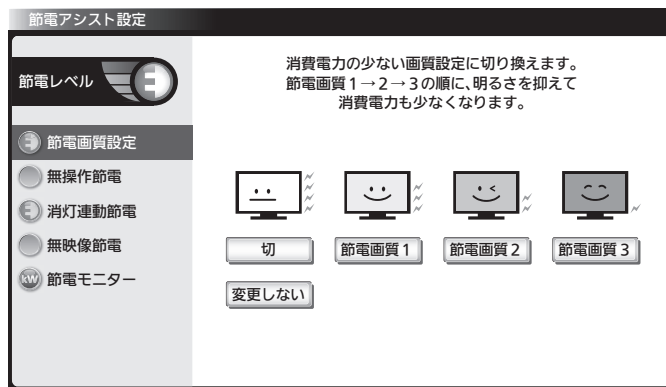 節電アシスト設定
節電レベル
E
消費電力の少ない画質設定に切り換えます。
節電画質1→2→3の順に、明るさを抑えて
消費電力も少なくなります。
E 節電画質設定
無操作節電
E 消灯連動節電
無映像節電
kW 節電モニター
切 節電画質1 節電画質2 節電画質3
変更しない